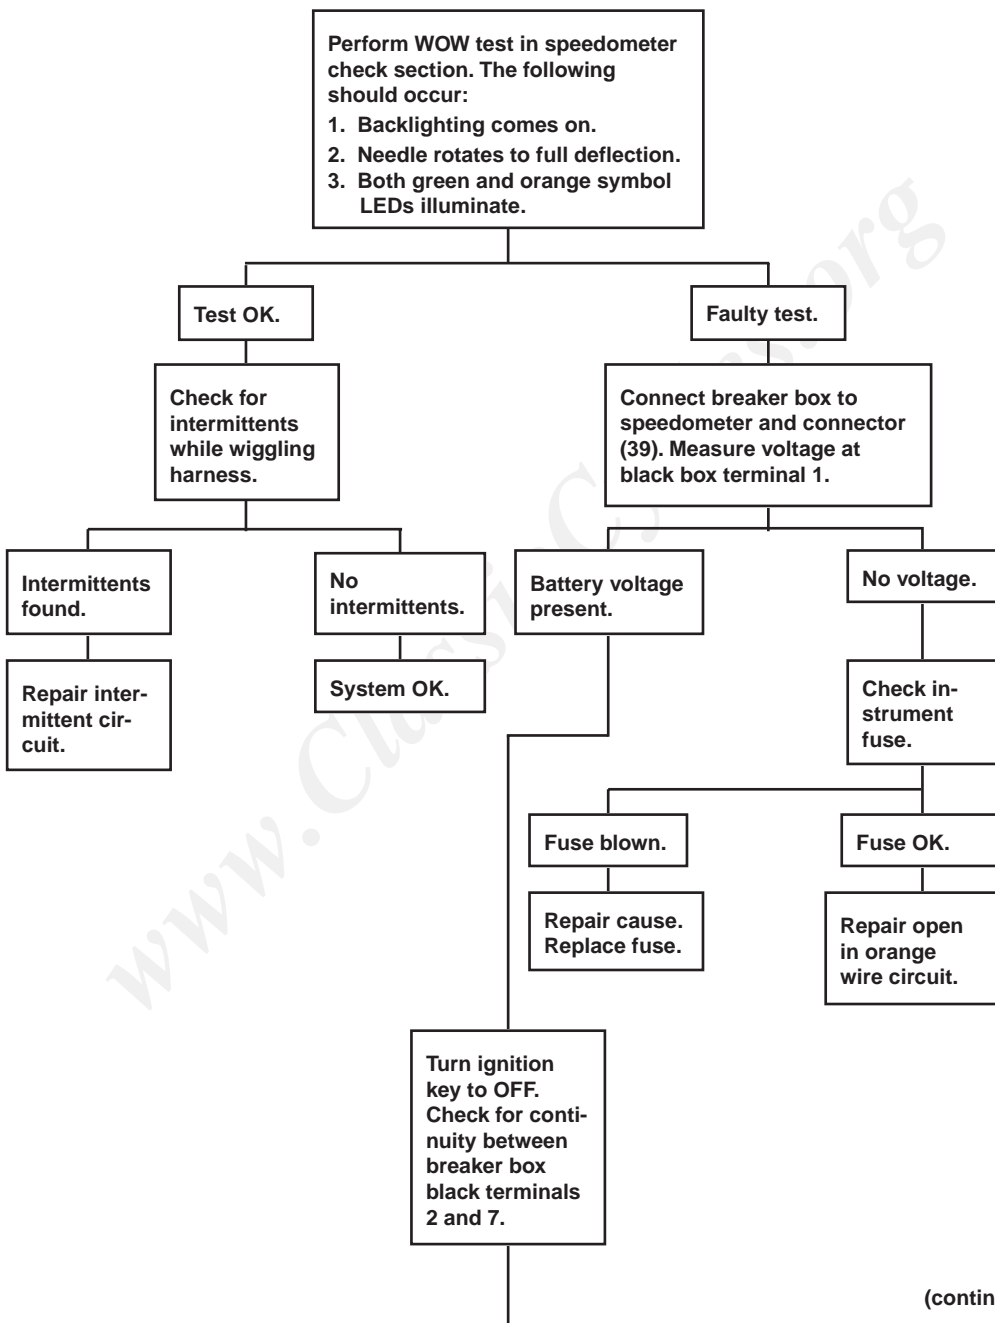 Perform WOW test in speedometer
check section. The following
should occur:
1. Backlighting comes on.
2. Needle rotates to full deflection.
3. Both green and orange symbol
LEDs illuminate.
Test OK.
Faulty test.
Check for
intermittents
while wiggling
harness.
Connect breaker box to
speedometer and connector
(39). Measure voltage at
black box terminal 1.
Intermittents
found.
No
intermittents.
Battery voltage
present.
No voltage.
Repair inter-
mittent cir-
cuit.
System OK.
Check in-
strument
fuse.
Fuse blown.
Fuse OK.
Repair cause.
Replace fuse.
Repair open
in orange
wire circuit.
Turn ignition
key to OFF.
Check for conti-
nuity between
breaker box
black terminals
2 and 7.
(contin